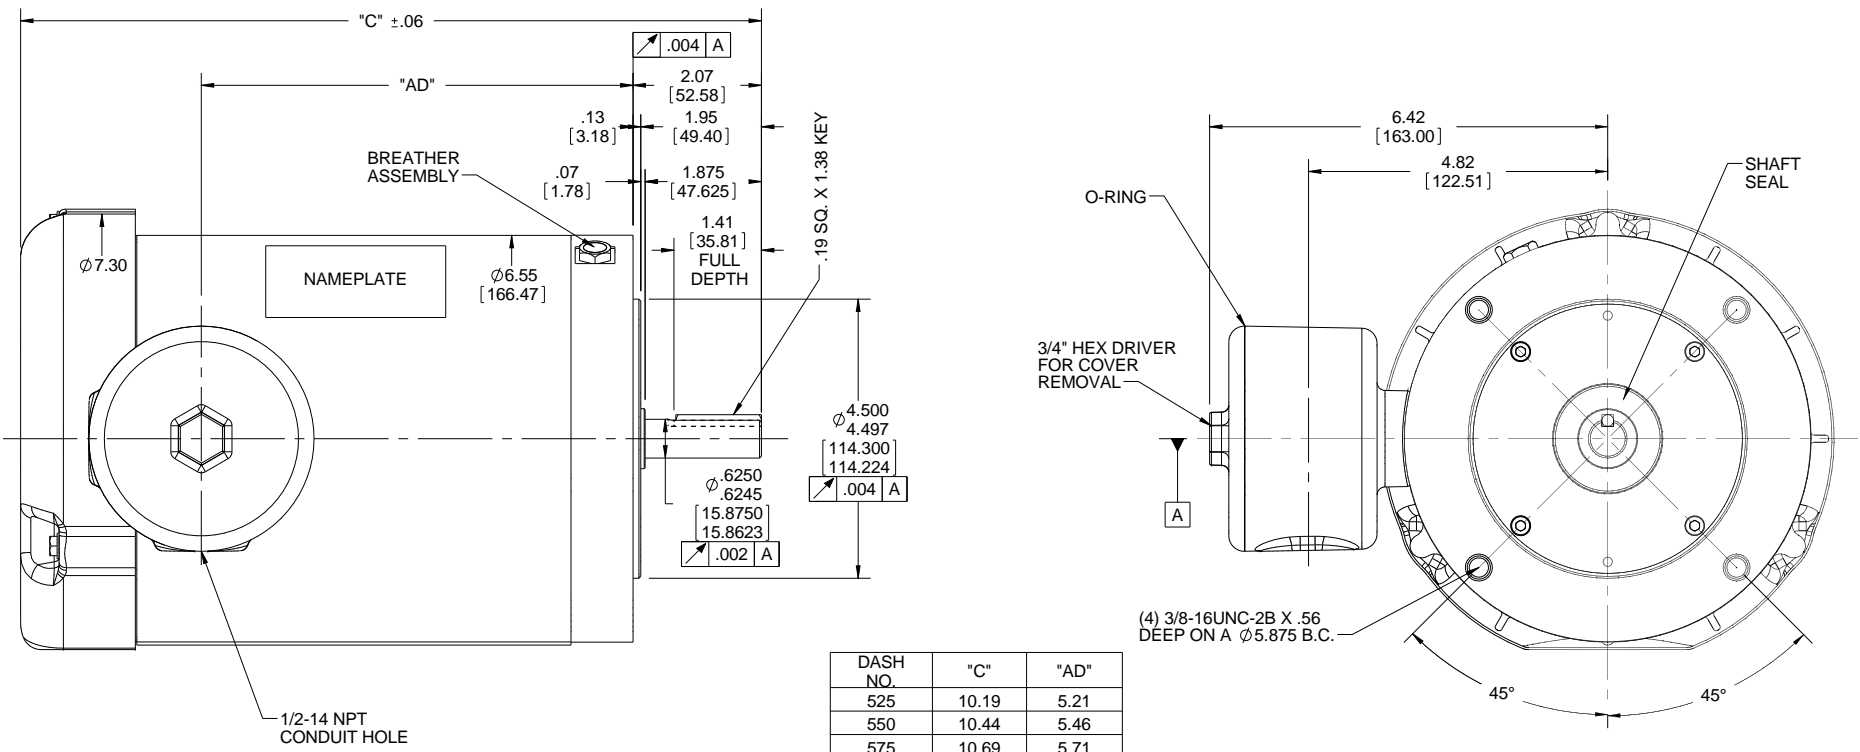 "C" ±.06
.004 A
"AD"
2.07
[52.58]
.13
[3.18]
1.95
[49.40]
BREATHER
ASSEMBLY
.07
[1.78]
1.875
[47.625]
1.41
[35.81]
FULL
DEPTH
.19 SQ. X 1.38 KEY
Ø7.30
NAMEPLATE
Ø6.55
[166.47]
Ø4.500
4.497
[114.300
114.224]
.004 A
Ø.6250
.6245
[15.8750
15.8623]
.002 A
1/2-14 NPT
CONDUIT HOLE
6.42
[163.00]
4.82
[122.51]
SHAFT
SEAL
O-RING
3/4" HEX DRIVER
FOR COVER
REMOVAL
A
(4) 3/8-16UNC-2B X .56
DEEP ON A Ø5.875 B.C.
45°
45°
DASH NO. "C" "AD"
525 10.19 5.21
550 10.44 5.46
575 10.69 5.71